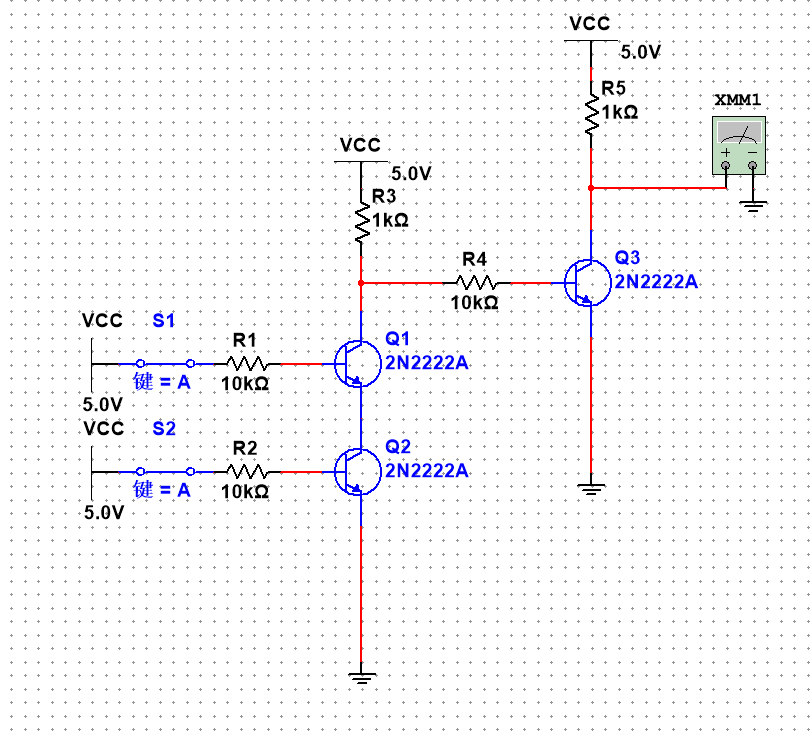 VCC
5.0V
R5
1kΩ
XMM1
+ −
VCC
5.0V
R3
1kΩ
R4
10kΩ
Q3
2N2222A
VCC
S1
R1
Q1
2N2222A
键 = A
10kΩ
5.0V
VCC
S2
R2
Q2
2N2222A
键 = A
10kΩ
5.0V